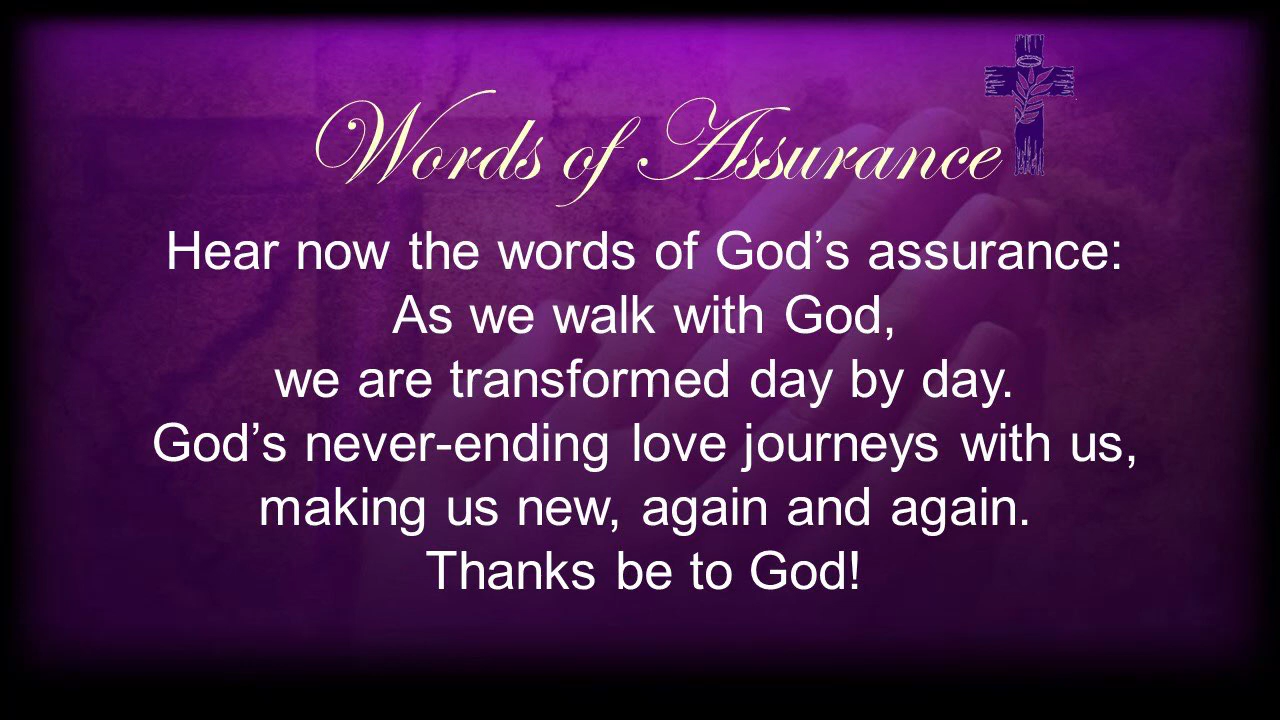 Words of Assurance
Hear now the words of God’s assurance:
As we walk with God,
we are transformed day by day.
God’s never-ending love journeys with us,
making us new, again and again.
Thanks be to God!